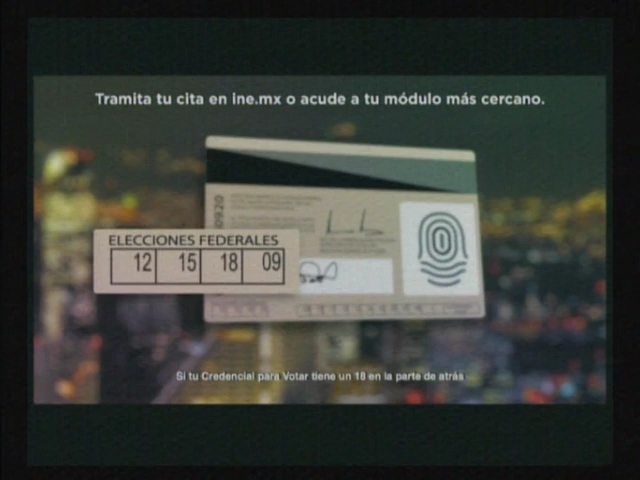 Tramita tu cita en ine.mx o acude a tu módulo más cercano.
0920
ELECCIONES FEDERALES
12 15 18 09
Si tu Credencial para Votar tiene un 18 en la parte de atrás